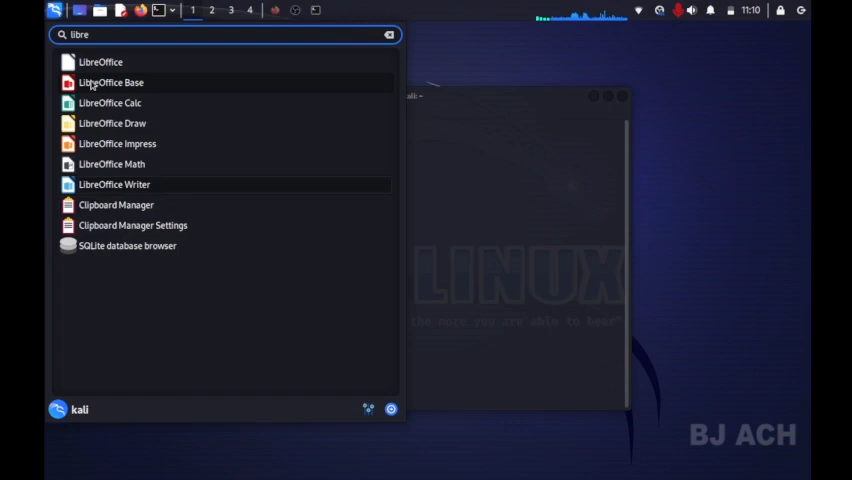 1 2 3 4
11:10
libre
LibreOffice
LibreOffice Base
LibreOffice Calc
LibreOffice Draw
LibreOffice Impress
LibreOffice Math
LibreOffice Writer
Clipboard Manager
Clipboard Manager Settings
SQLite database browser
kali
kali: ~
LINUX
the more you are able to hear"
BJ ACH